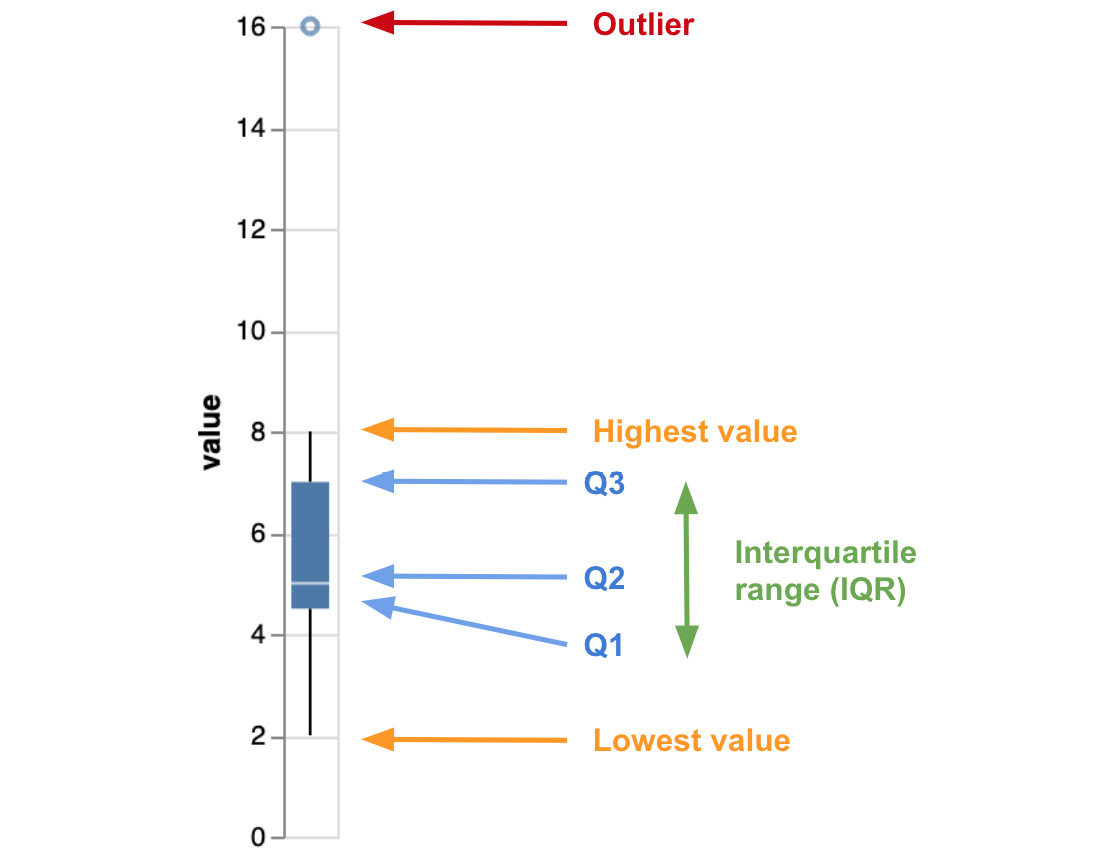 16
Outlier
14
12
10
value
8
Highest value
Q3
6
Interquartile
range (IQR)
Q2
4
Q1
2
Lowest value
0